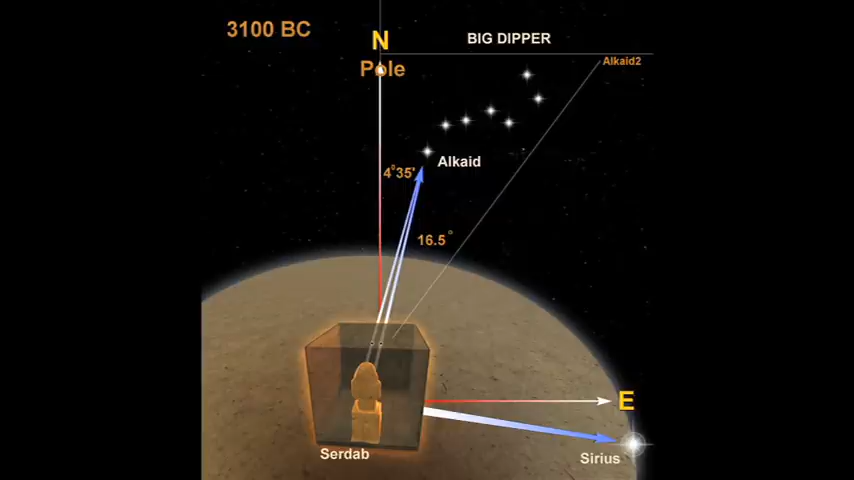 3100 BC
N
BIG DIPPER
Pole
Alkaid2
Alkaid
4°35'
16.5°
E
Serdab
Sirius